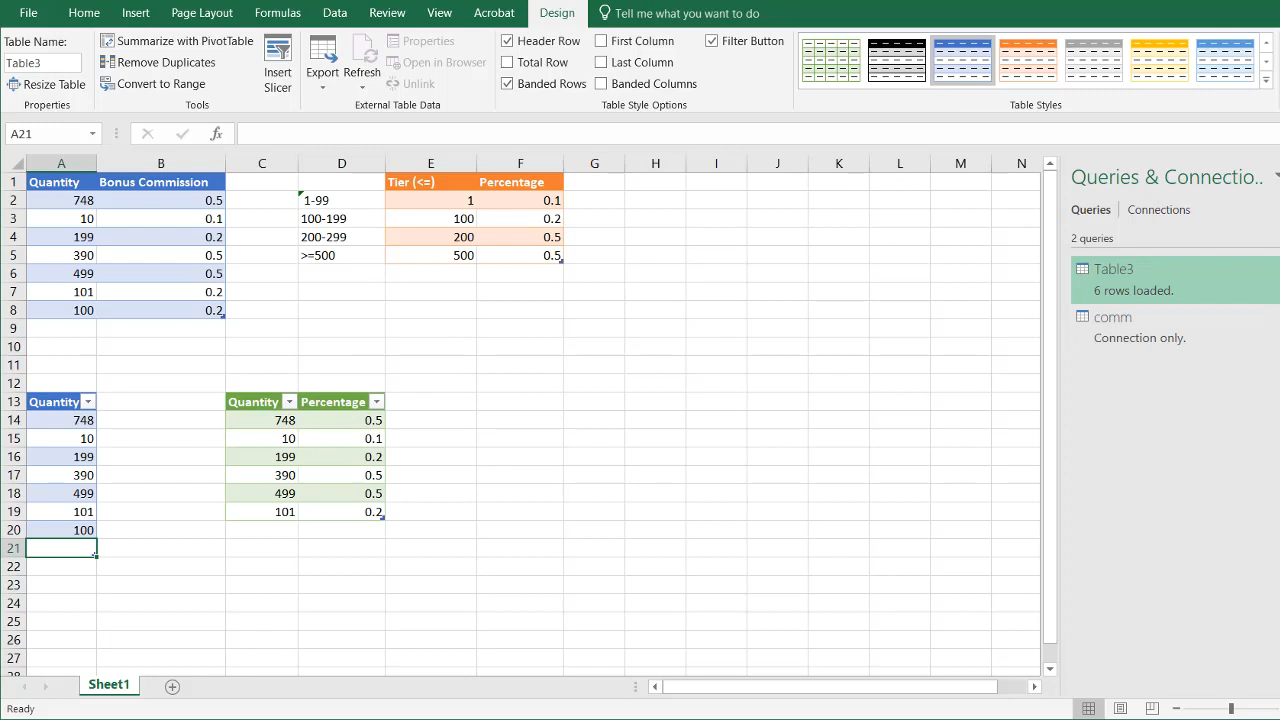 File Home Insert Page Layout Formulas Data Review View Acrobat Design Tell me what you want to do
Table Name:
Table3
Resize Table
Properties
Summarize with PivotTable
Remove Duplicates
Convert to Range
Tools
Insert
Slicer
Export
Refresh
Properties
Open in Browser
Unlink
External Table Data
Header Row
Total Row
Banded Rows
First Column
Last Column
Banded Columns
Filter Button
Table Style Options
Table Styles
A21 fx
A B C D E F G H I J K L M N
1 Quantity Bonus Commission Tier (<=) Percentage
2 748 0.5 1-99 1 0.1
3 10 0.1 100-199 100 0.2
4 199 0.2 200-299 200 0.5
5 390 0.5 >=500 500 0.5
6 499 0.5
7 101 0.2
8 100 0.2
9
10
11
12
13 Quantity Quantity Percentage
14 748 748 0.5
15 10 10 0.1
16 199 199 0.2
17 390 390 0.5
18 499 499 0.5
19 101 101 0.2
20 100
21
22
23
24
25
26
27
Queries & Connectio..
Queries Connections
2 queries
Table3
6 rows loaded.
comm
Connection only.
Sheet1
Ready